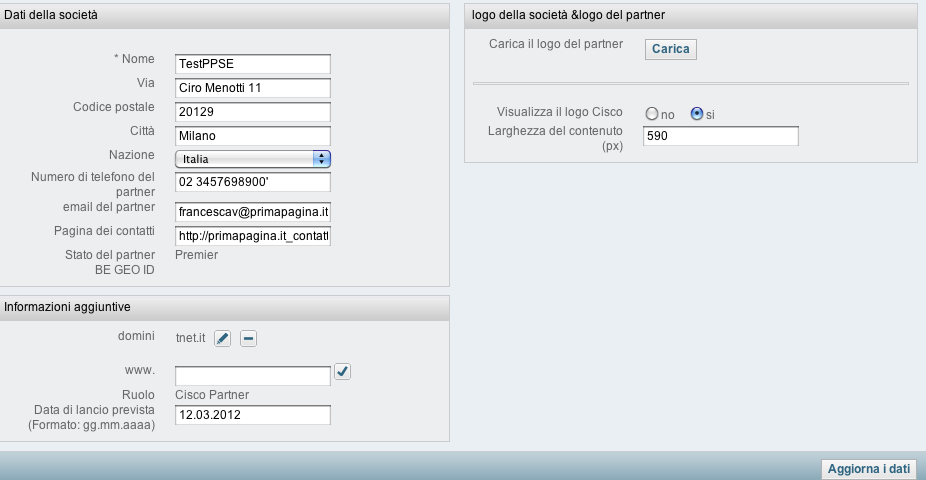 Dati della società
* Nome TestPPSE
Via Ciro Menotti 11
Codice postale 20129
Città Milano
Nazione Italia
Numero di telefono del 02 3457698900'
partner
email del partner francescav@primapagina.it
Pagina dei contatti http://primapagina.it_contatt
Stato del partner Premier
BE GEO ID
Informazioni aggiuntive
domini tnet.it
www.
Ruolo Cisco Partner
Data di lancio prevista 12.03.2012
(Formato: gg.mm.aaaa)
logo della società &logo del partner
Carica il logo del partner Carica
Visualizza il logo Cisco no si
Larghezza del contenuto 590
(px)
Aggiorna i dati